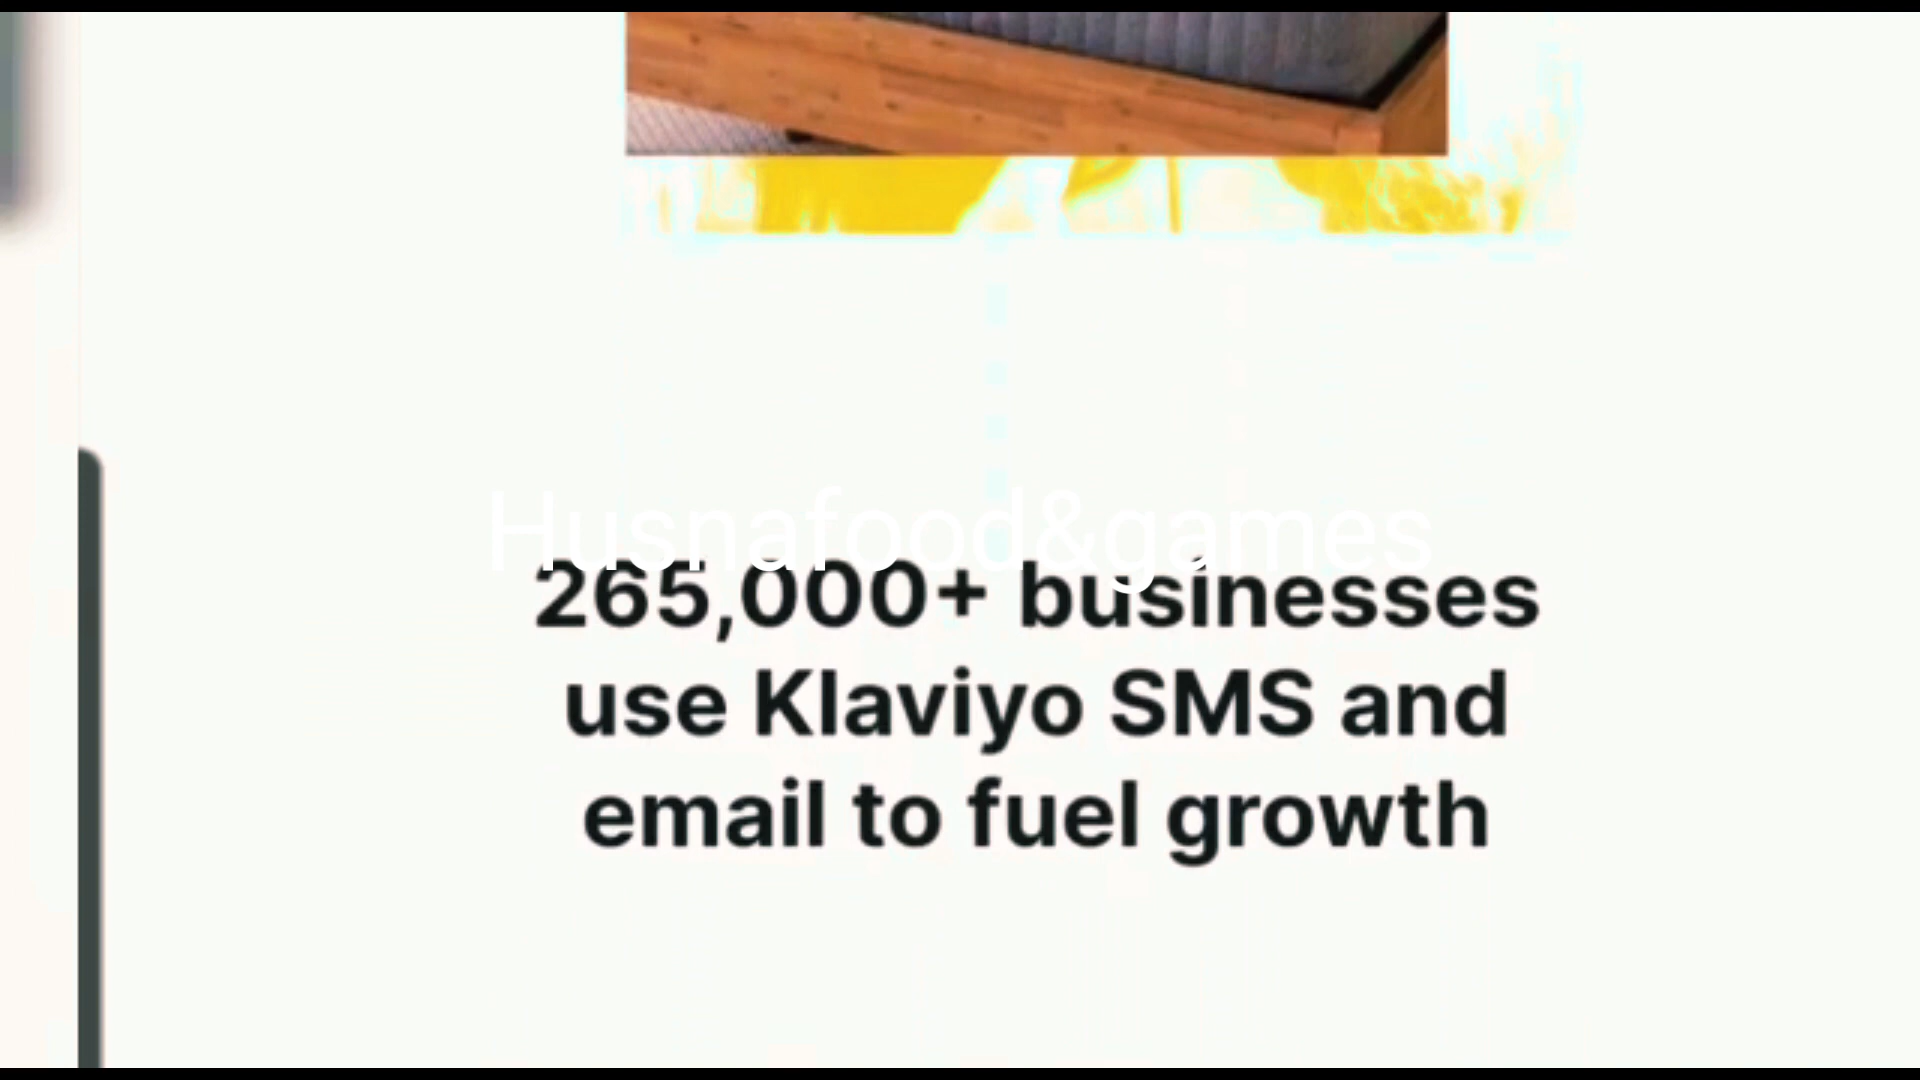 Husnafood&games
265,000+ businesses
use Klaviyo SMS and
email to fuel growth